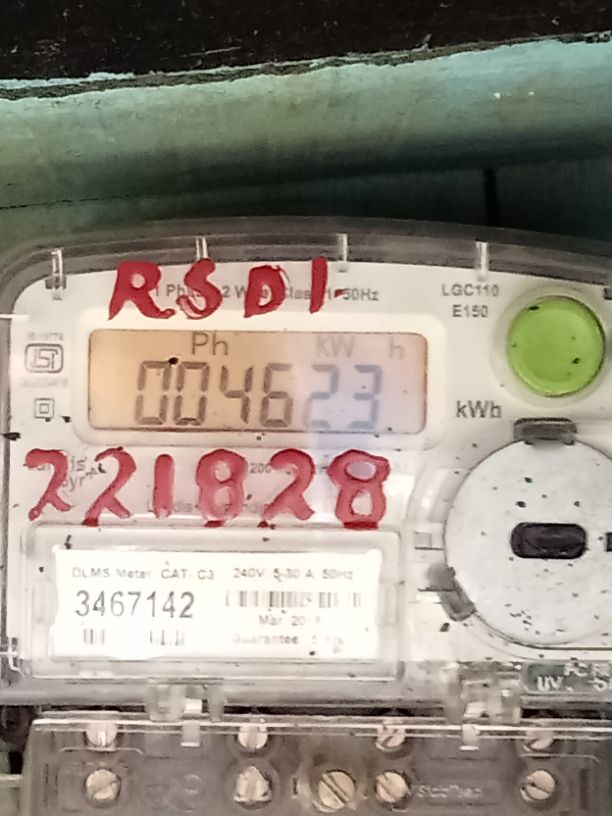 RSD1
LGC110
E150
Ph kW h
004623
kWh
221828
DLMS Meter CAT C3 240V 5-30 A 50Hz
3467142
Mar
Guarantee
UV.